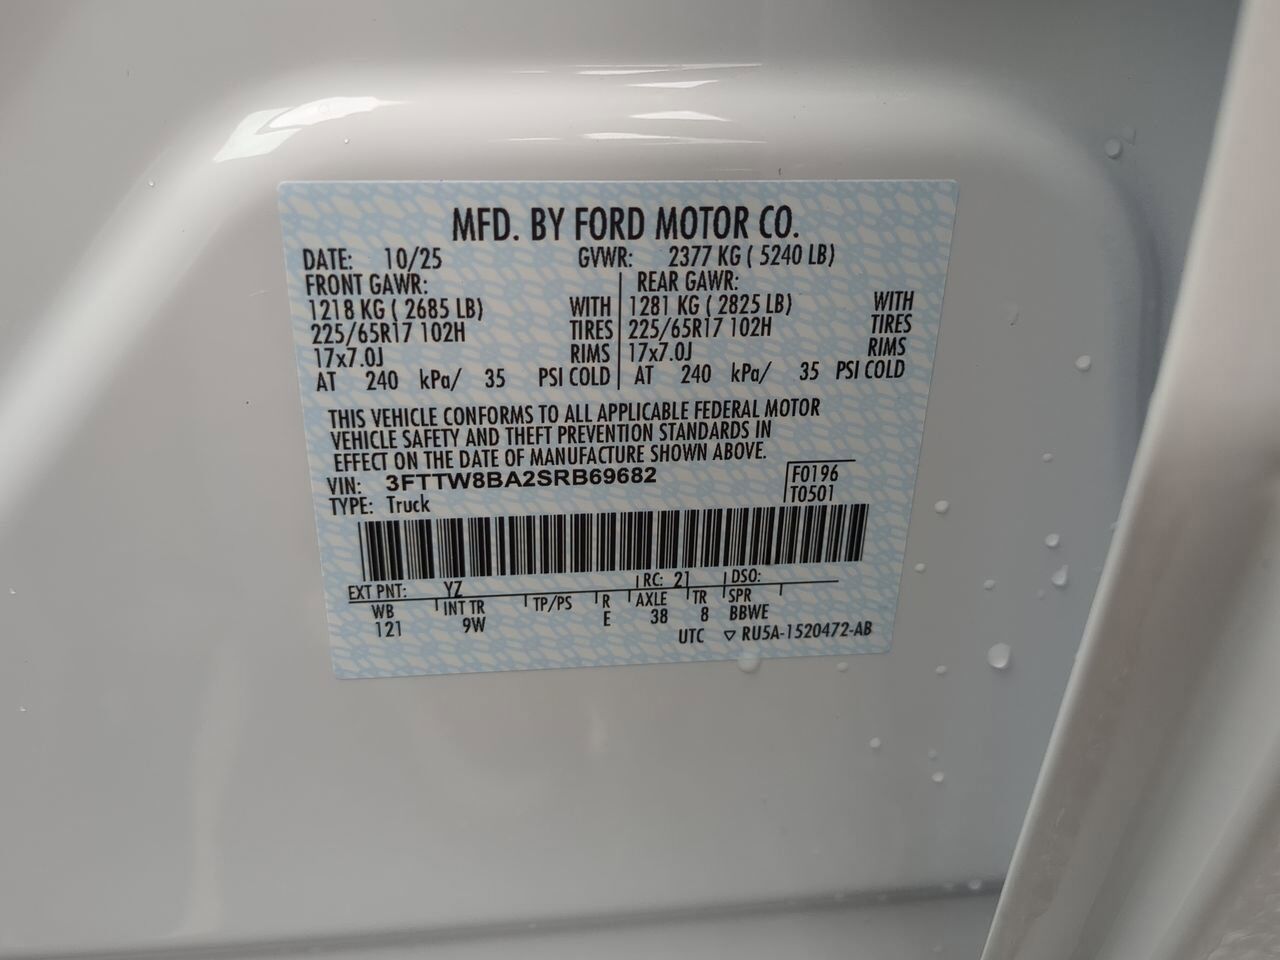 MFD. BY FORD MOTOR CO.
DATE: 10/25 GVWR: 2377 KG ( 5240 LB)
FRONT GAWR: REAR GAWR:
1218 KG ( 2685 LB) WITH 1281 KG ( 2825 LB) WITH
225/65R17 102H TIRES 225/65R17 102H TIRES
17x7.0J RIMS 17x7.0J RIMS
AT 240 kPa/ 35 PSI COLD AT 240 kPa/ 35 PSI COLD
THIS VEHICLE CONFORMS TO ALL APPLICABLE FEDERAL MOTOR
VEHICLE SAFETY AND THEFT PREVENTION STANDARDS IN
EFFECT ON THE DATE OF MANUFACTURE SHOWN ABOVE.
VIN: 3FTTW8BA2SRB69682 F0196
TYPE: Truck T0501
EXT PNT: YZ RC: 21 DSO:
WB INT TR TP/PS R AXLE TR SPR
121 9W E 38 8 BBWE
UTC ▽ RU5A-1520472-AB